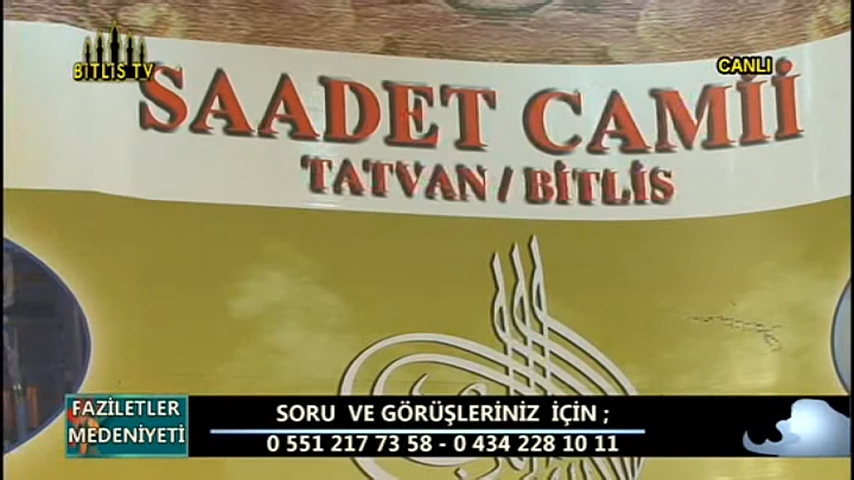 BİTLİS TV
CANLI
SAADET CAMİİ
TATVAN / BİTLİS
FAZİLETLER
MEDENİYETİ
SORU VE GÖRÜŞLERİNİZ İÇİN ;
0 551 217 73 58 - 0 434 228 10 11